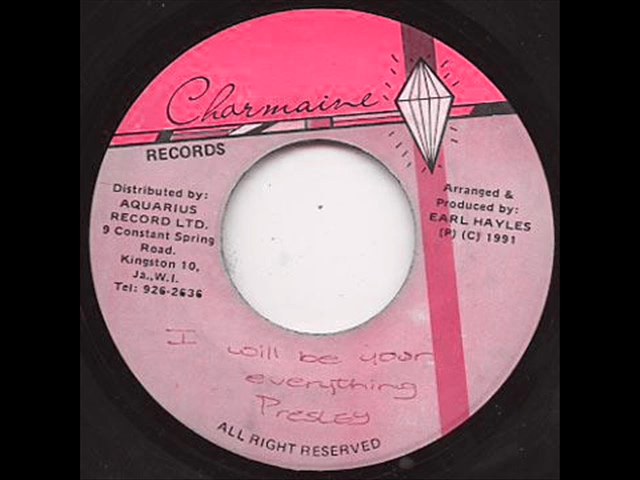 Charmaine
RECORDS
Distributed by:
AQUARIUS
RECORD LTD.
9 Constant Spring
Road.
Kingston 10,
Ja.,W.I.
Tel: 926-2636
Arranged &
Produced by:
EARL HAYLES
(P) (C) 1991
I will be your
everything
Presley
ALL RIGHT RESERVED